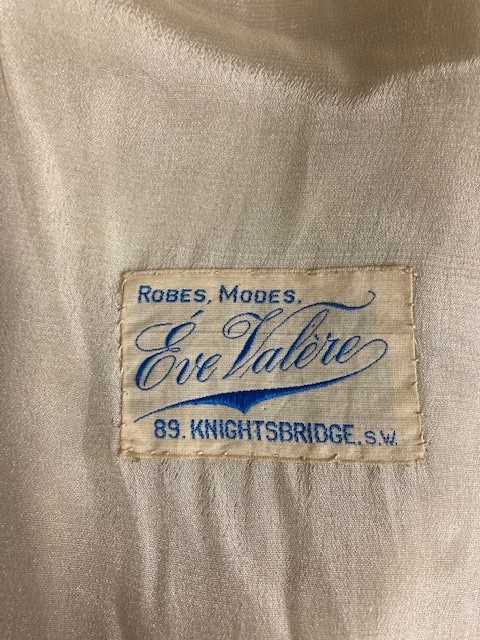 ROBES, MODES.
Éve Valère
89. KNIGHTSBRIDGE. S.W.